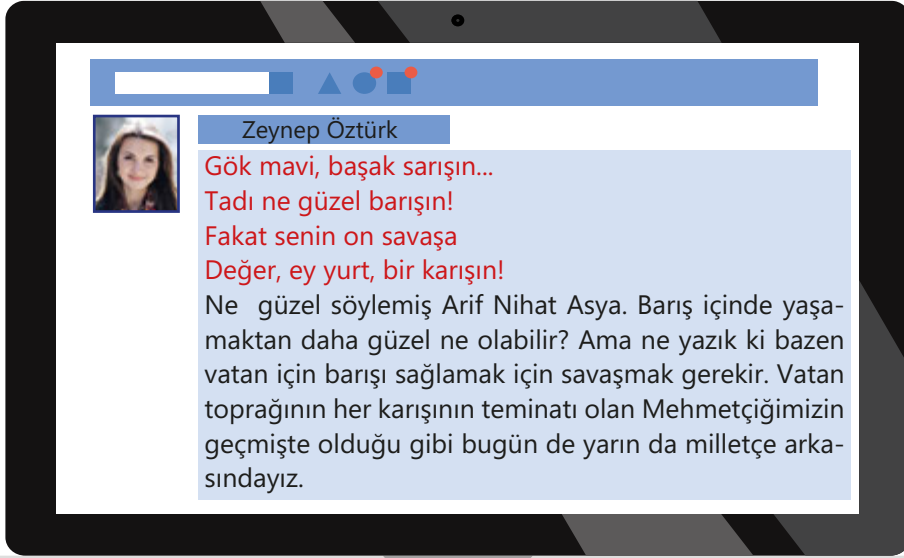 Zeynep Öztürk
Gök mavi, başak sarışın...
Tadı ne güzel barışın!
Fakat senin on savaşa
Değer, ey yurt, bir karışın!
Ne güzel söylemiş Arif Nihat Asya. Barış içinde yaşa-
maktan daha güzel ne olabilir? Ama ne yazık ki bazen
vatan için barışı sağlamak için savaşmak gerekir. Vatan
toprağının her karışının teminatı olan Mehmetçiğimizin
geçmişte olduğu gibi bugün de yarın da milletçe arka-
sındayız.